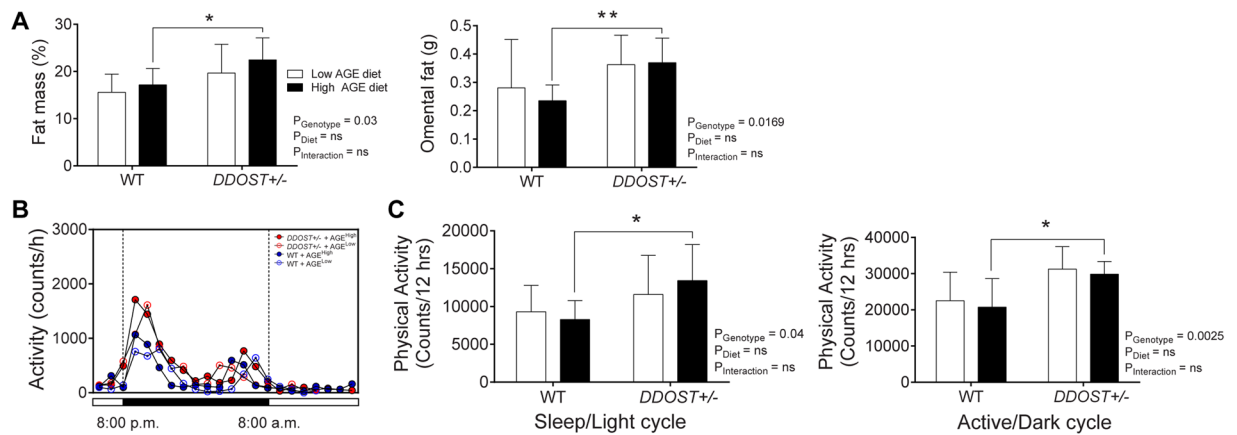 A
Fat mass (%)
30
20
10
0
*
WT
DDOST+/-
Low AGE diet
High AGE diet
PGenotype = 0.03
PDiet = ns
PInteraction = ns
Omental fat (g)
0.5
0.4
0.3
0.2
0.1
0.0
**
WT
DDOST+/-
PGenotype = 0.0169
PDiet = ns
PInteraction = ns
B
Activity (counts/h)
3000
2000
1000
0
DDOST+/- + AGEHigh
DDOST+/- + AGELow
WT + AGEHigh
WT + AGELow
8:00 p.m.
8:00 a.m.
C
Physical Activity
(Counts/12 hrs)
20000
15000
10000
5000
0
*
WT
DDOST+/-
PGenotype = 0.04
PDiet = ns
PInteraction = ns
Sleep/Light cycle
Physical Activity
(Counts/12 hrs)
40000
30000
20000
10000
0
*
WT
DDOST+/-
PGenotype = 0.0025
PDiet = ns
PInteraction = ns
Active/Dark cycle